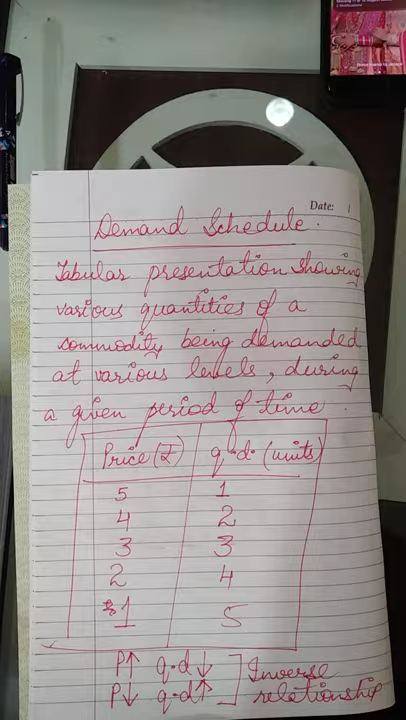 Date: 1
Demand Schedule.
Tabular presentation showing
various quantities of a
commodity being demanded
at various levels, during
a given period of time.
Price (₹) q.d. (units)
5 1
4 2
3 3
2 4
1 5
P↑ q.d ↓ ] Inverse
P↓ q.d ↑ ] relationship